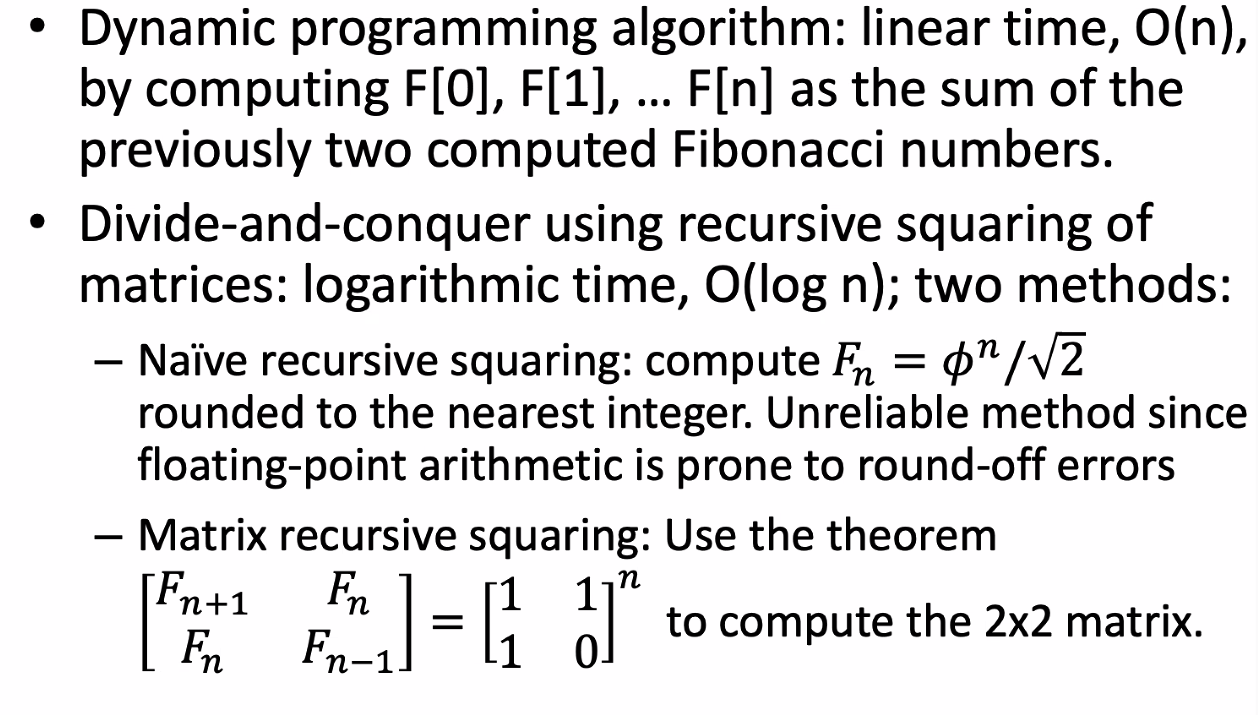 • Dynamic programming algorithm: linear time, O(n),
by computing F[0], F[1], … F[n] as the sum of the
previously two computed Fibonacci numbers.
• Divide-and-conquer using recursive squaring of
matrices: logarithmic time, O(log n); two methods:
– Naïve recursive squaring: compute Fₙ = ϕⁿ/√2
rounded to the nearest integer. Unreliable method since
floating-point arithmetic is prone to round-off errors
– Matrix recursive squaring: Use the theorem
[Fₙ₊₁ Fₙ; Fₙ Fₙ₋₁] = [1 1; 1 0]ⁿ to compute the 2x2 matrix.